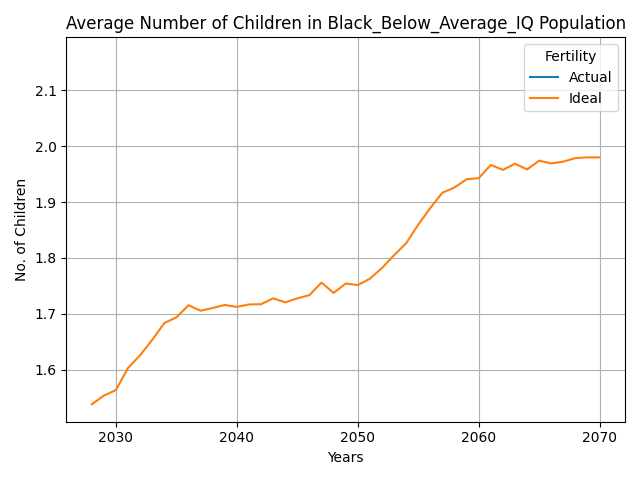 Average Number of Children in Black_Below_Average_IQ Population
Fertility
Actual
Ideal
2.1
2.0
1.9
1.8
1.7
1.6
No. of Children
2030
2040
2050
2060
2070
Years